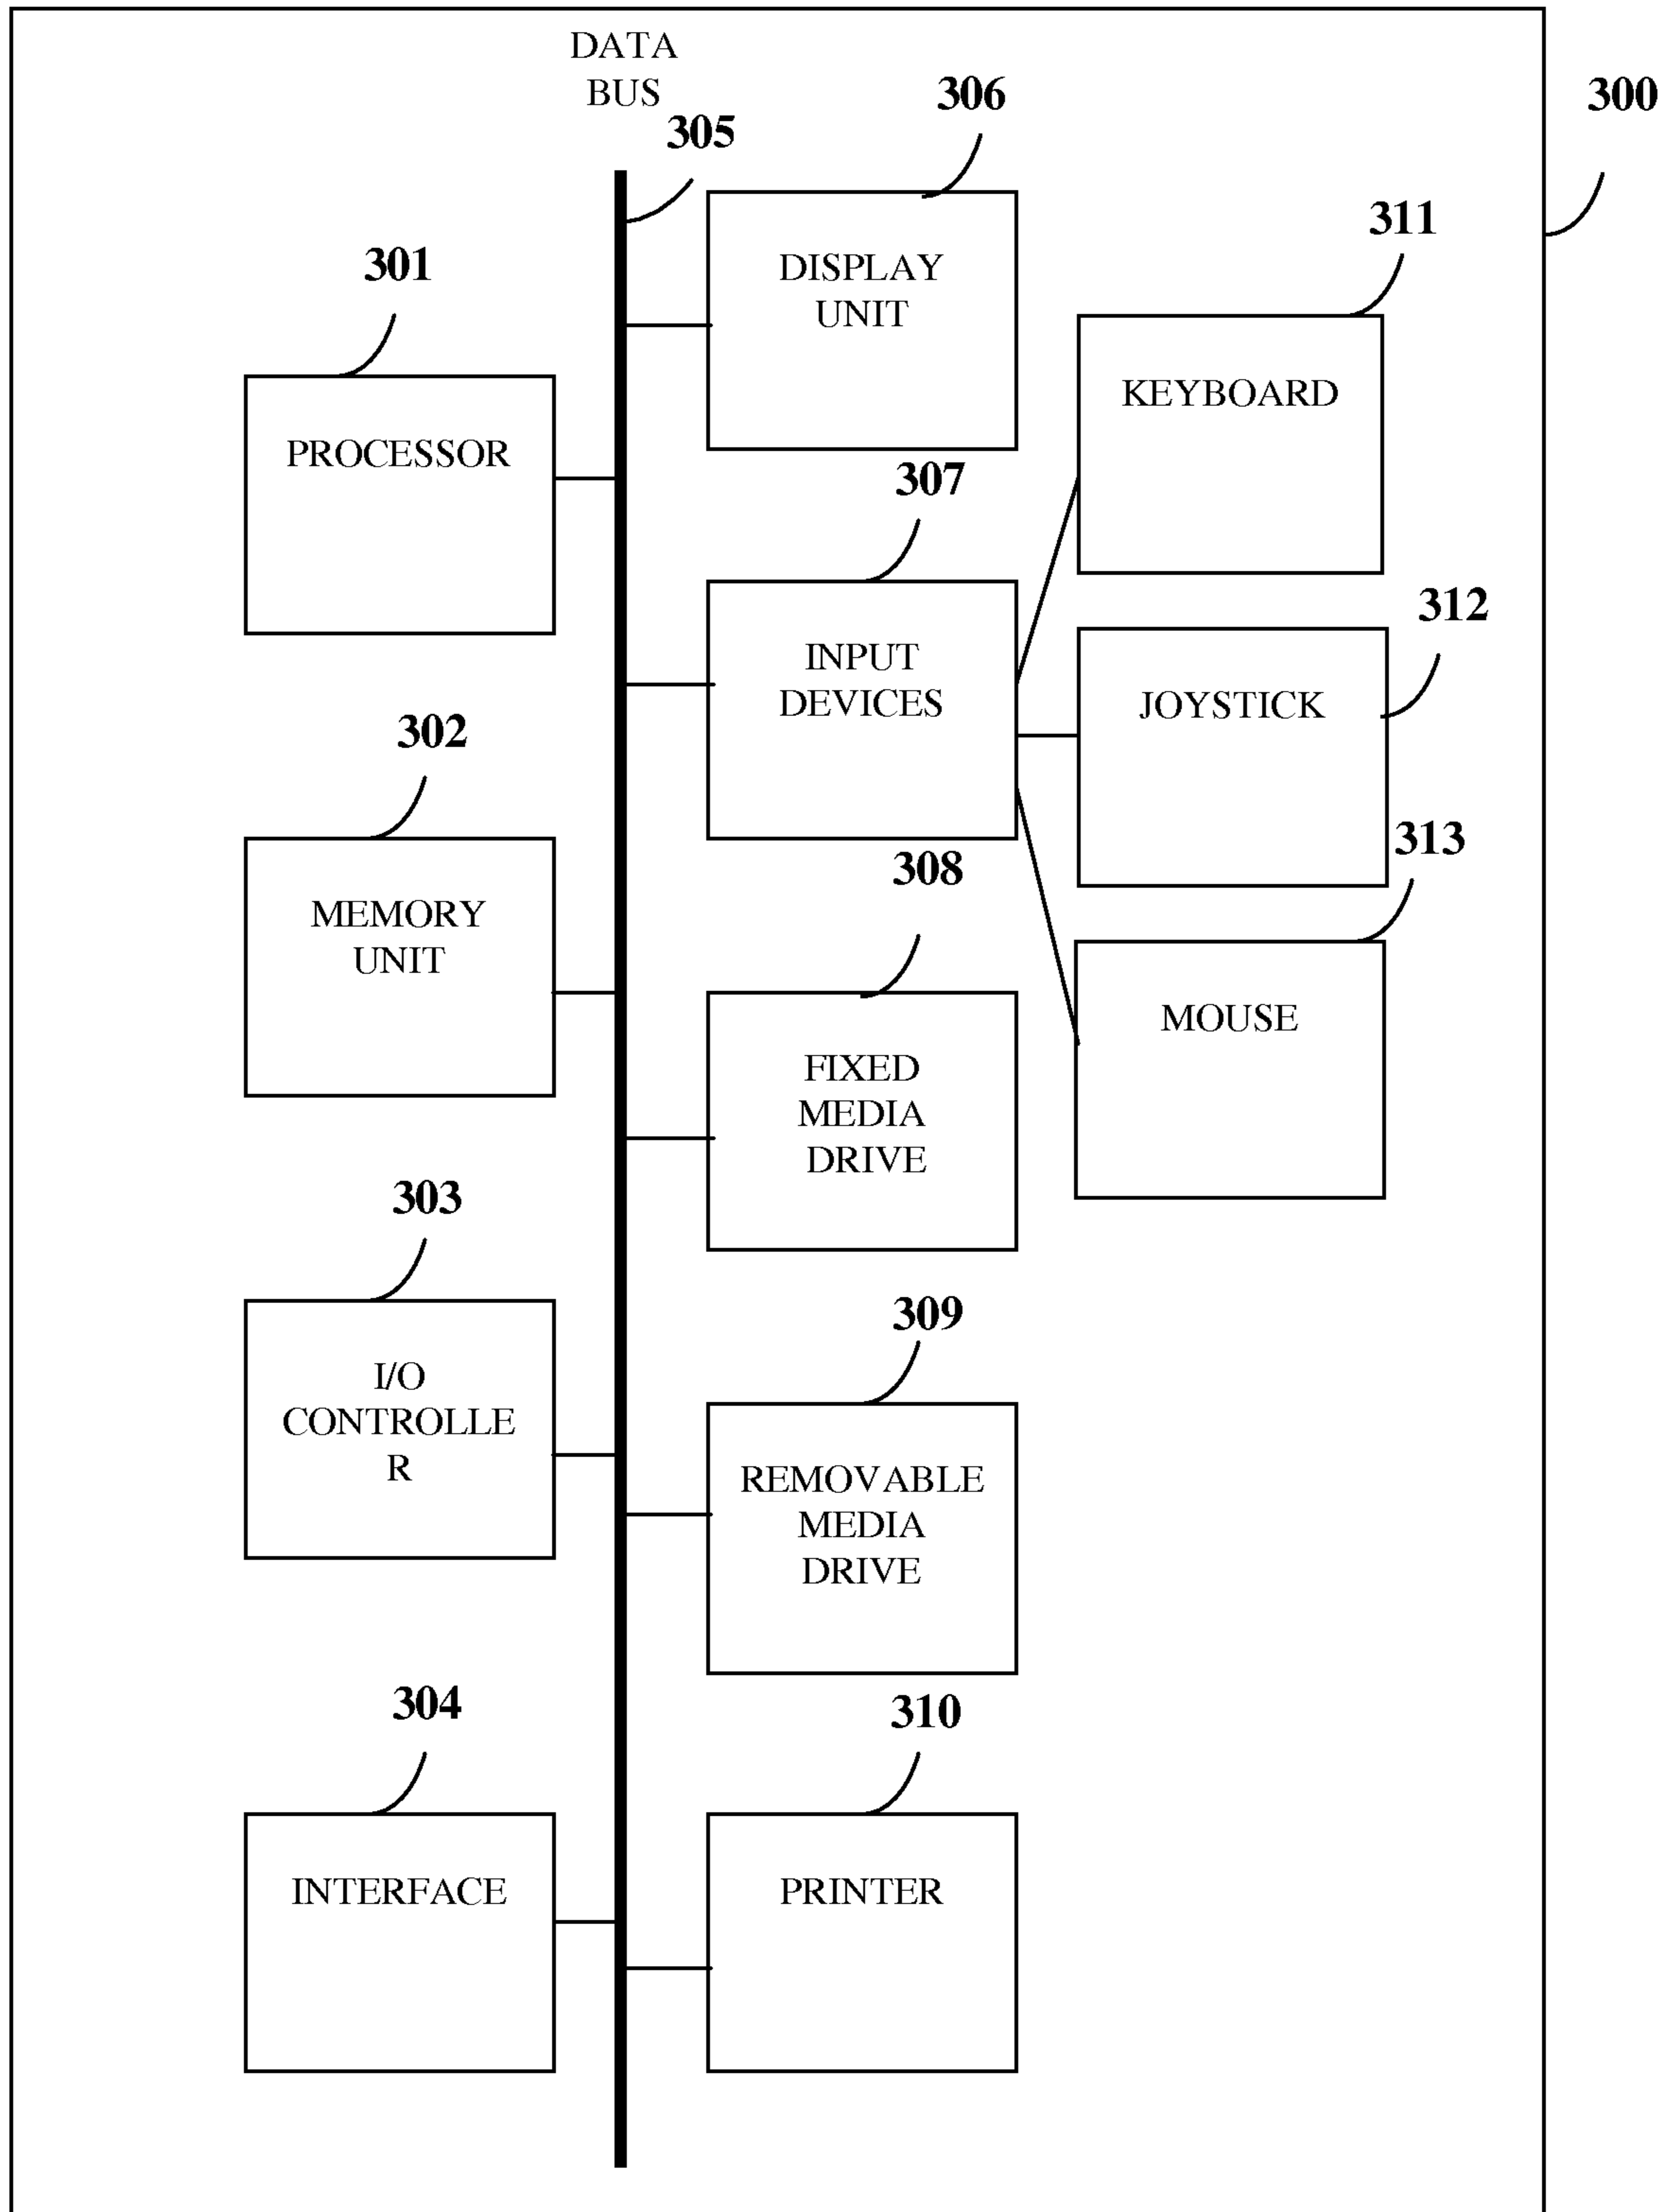 DATA
BUS
305
306
300
DISPLAY
UNIT
311
KEYBOARD
301
PROCESSOR
307
INPUT
DEVICES
312
JOYSTICK
302
MEMORY
UNIT
313
MOUSE
308
FIXED
MEDIA
DRIVE
303
I/O
CONTROLLE
R
309
REMOVABLE
MEDIA
DRIVE
304
INTERFACE
310
PRINTER